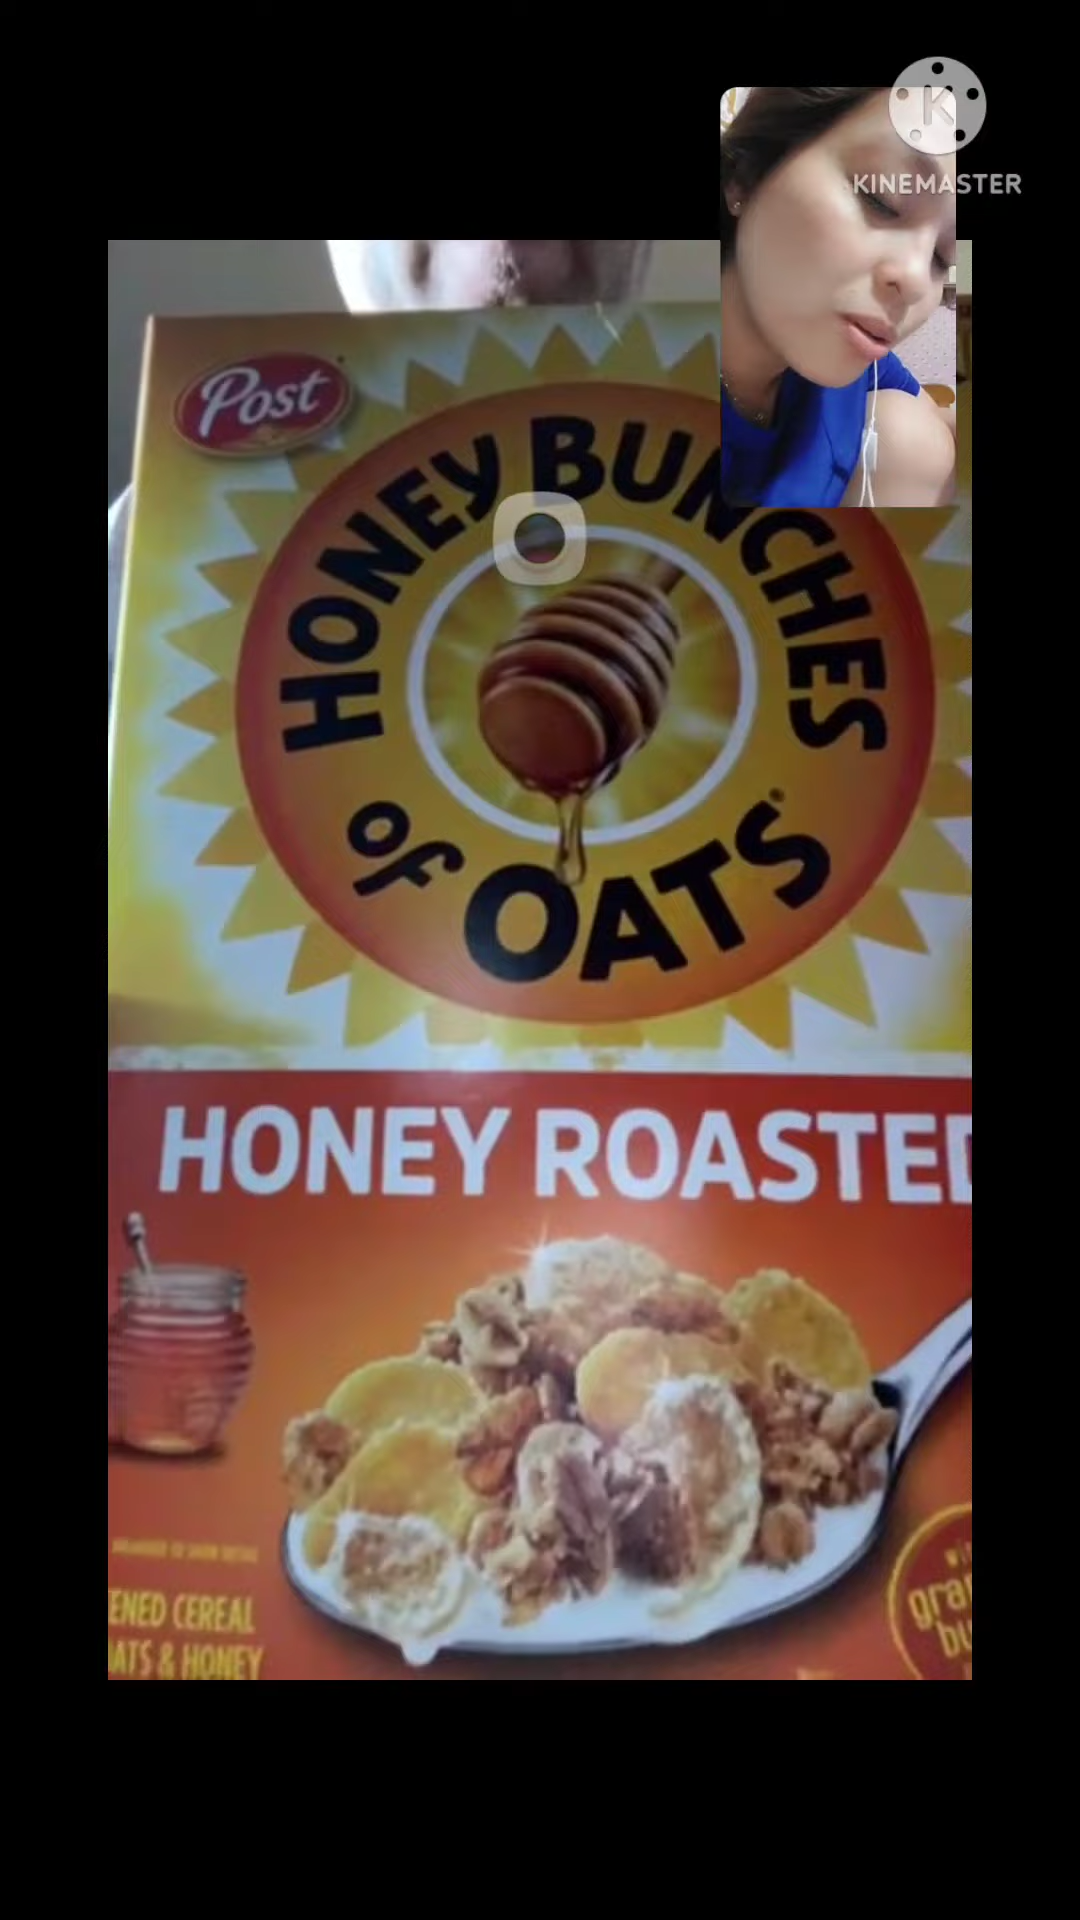 K
KINEMASTER
Post
HONEY BUNCHES
of OATS®
HONEY ROASTED
ENED CEREAL
ATS & HONEY